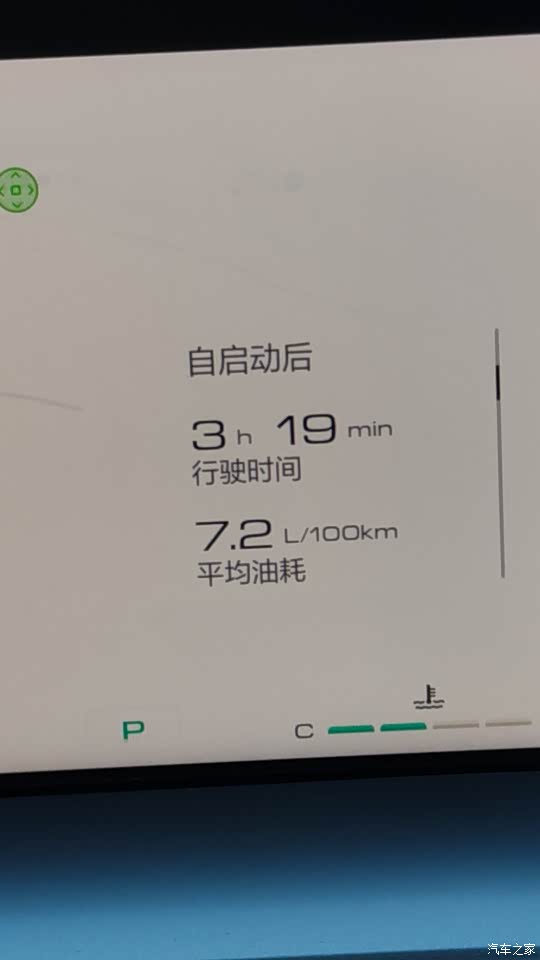 自启动后
3 h 19 min
行驶时间
7.2 L/100km
平均油耗
P
C
汽车之家